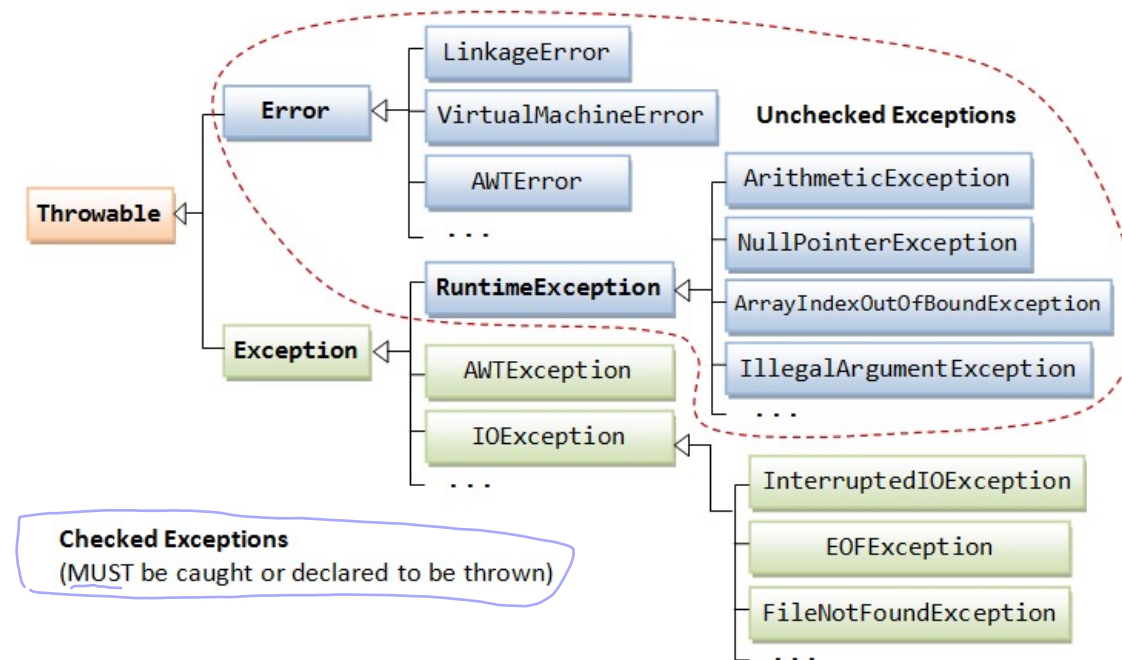 LinkageError
Error
VirtualMachineError
Unchecked Exceptions
AWTError
ArithmeticException
Throwable
...
NullPointerException
RuntimeException
ArrayIndexOutOfBoundException
Exception
AWTException
IllegalArgumentException
...
IOException
...
InterruptedIOException
Checked Exceptions
(MUST be caught or declared to be thrown)
EOFException
FileNotFoundException
...